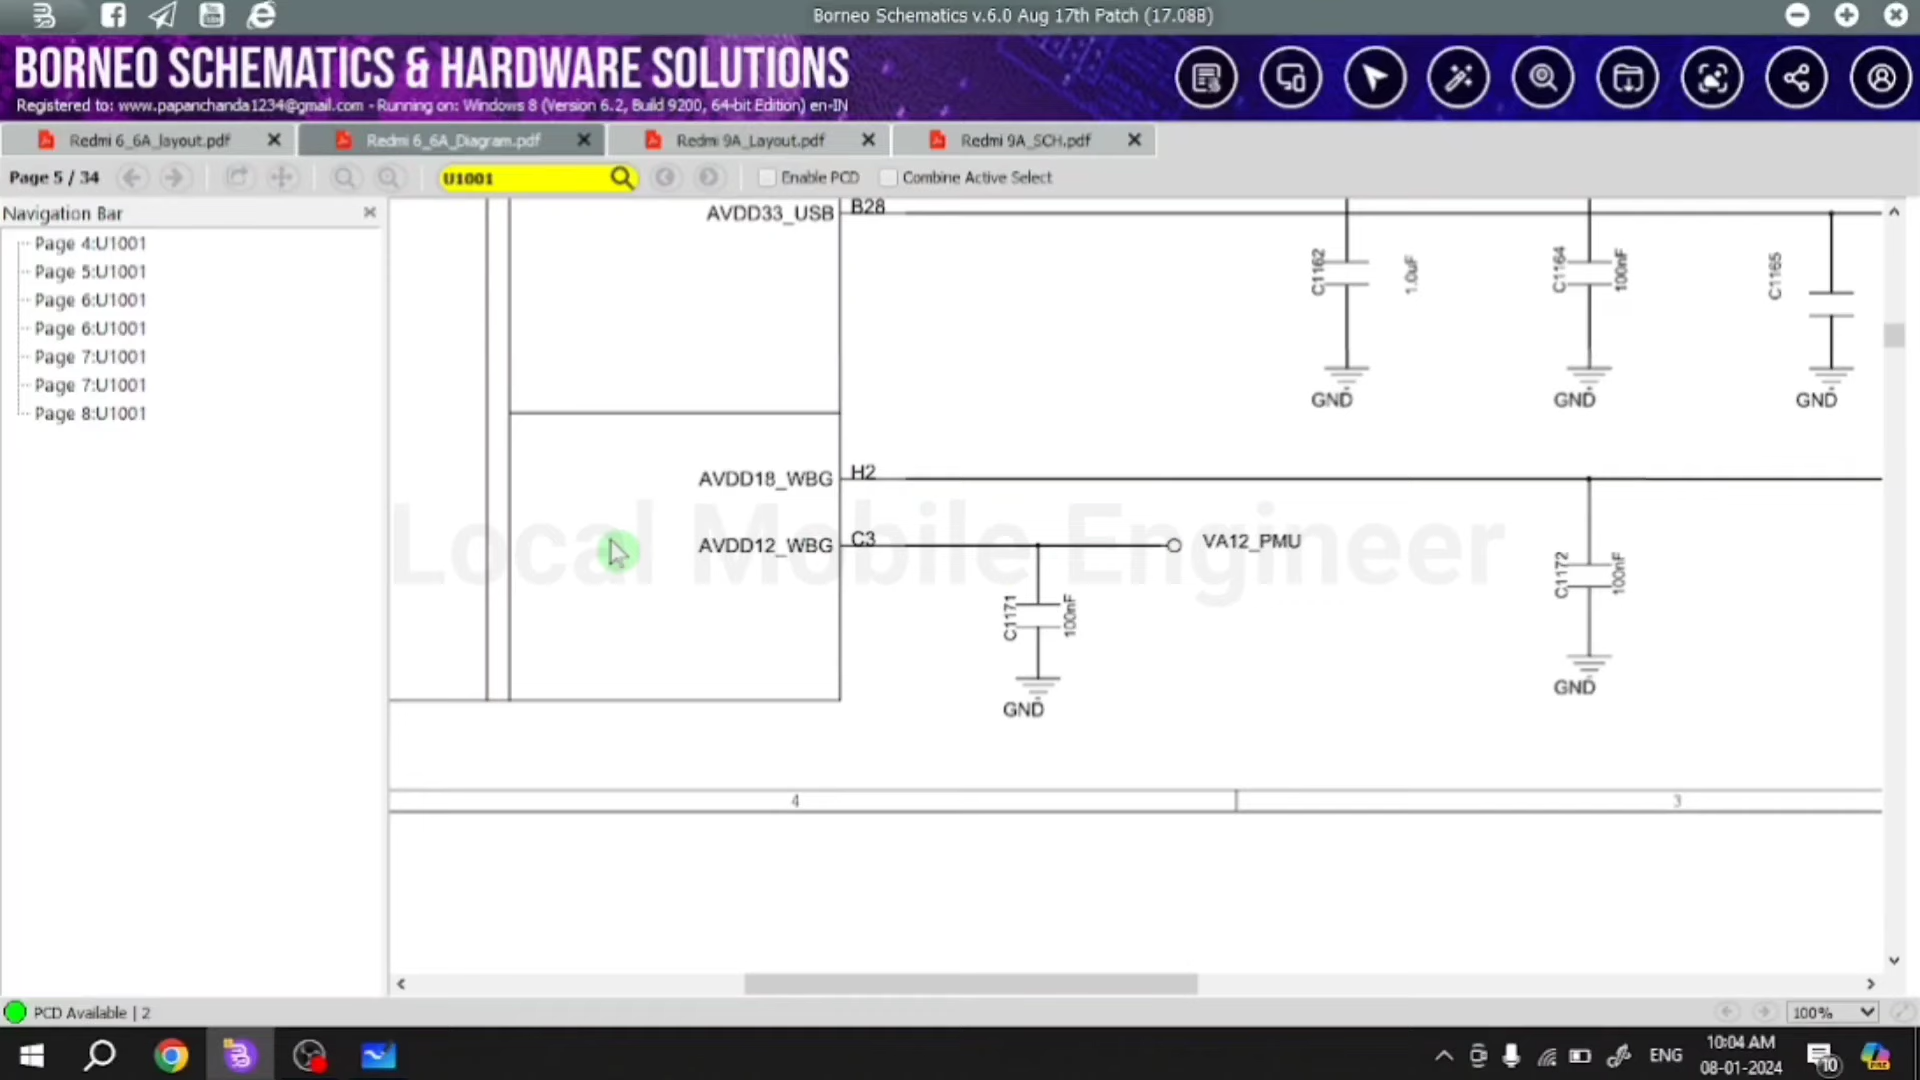 Borneo Schematics v.6.0 Aug 17th Patch (17.08B)
BORNEO SCHEMATICS & HARDWARE SOLUTIONS
Registered to: www.papanchanda1234@gmail.com - Running on: Windows 8 (Version 6.2, Build 9200, 64-bit Edition) en-IN
Redmi 6_6A_layout.pdf
Redmi 6_6A_Diagram.pdf
Redmi 9A_Layout.pdf
Redmi 9A_SCH.pdf
Page 5 / 34
U1001
Enable PCD
Combine Active Select
Navigation Bar
Page 4:U1001
Page 5:U1001
Page 6:U1001
Page 6:U1001
Page 7:U1001
Page 7:U1001
Page 8:U1001
AVDD33_USB
B28
C1162
1.0uF
C1164
100nF
C1165
GND
GND
GND
AVDD18_WBG
H2
AVDD12_WBG
C3
VA12_PMU
C1171
100nF
GND
C1172
100nF
GND
Local Mobile Engineer
4
3
PCD Available | 2
100%
ENG
10:04 AM
08-01-2024
10